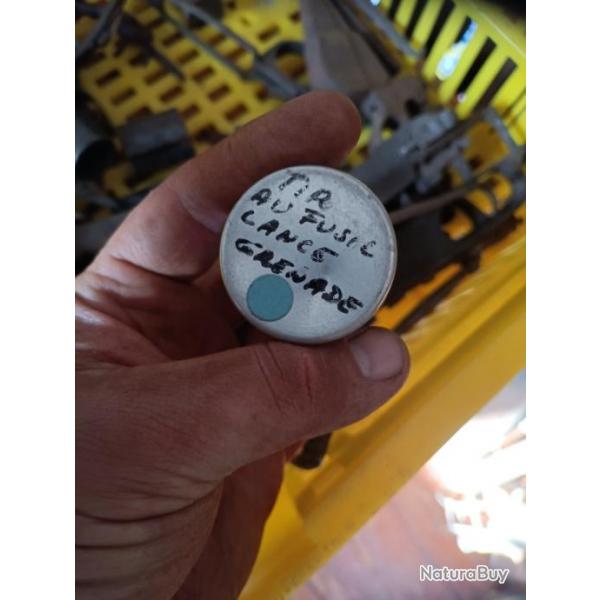 TIR
AU FUSIL
LANCE
GRENADE
NaturaBuy